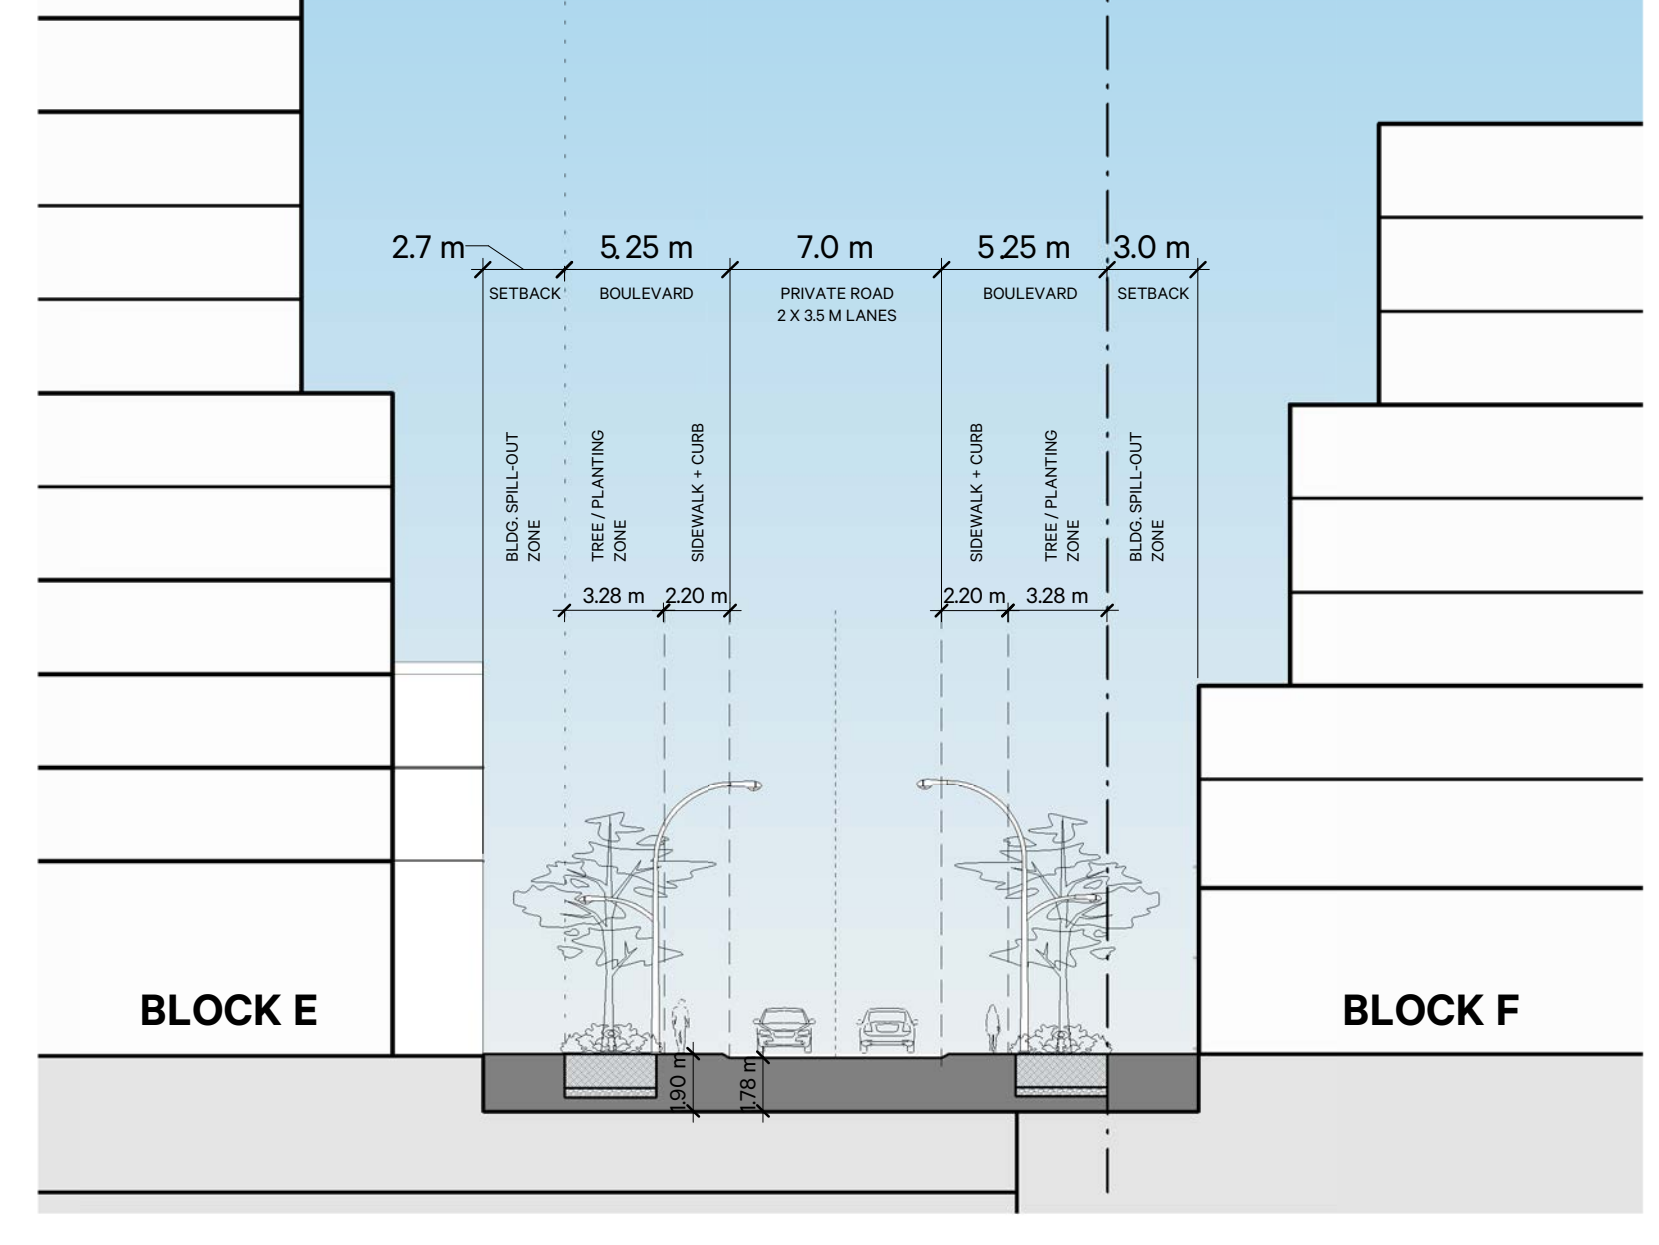 2.7 m
5.25 m
7.0 m
5.25 m
3.0 m
SETBACK
BOULEVARD
PRIVATE ROAD
2 X 3.5 M LANES
BOULEVARD
SETBACK
BLDG. SPILL-OUT
ZONE
TREE / PLANTING
ZONE
SIDEWALK + CURB
SIDEWALK + CURB
TREE / PLANTING
ZONE
BLDG. SPILL-OUT
ZONE
3.28 m
2.20 m
2.20 m
3.28 m
BLOCK E
BLOCK F
1.90 m
1.78 m